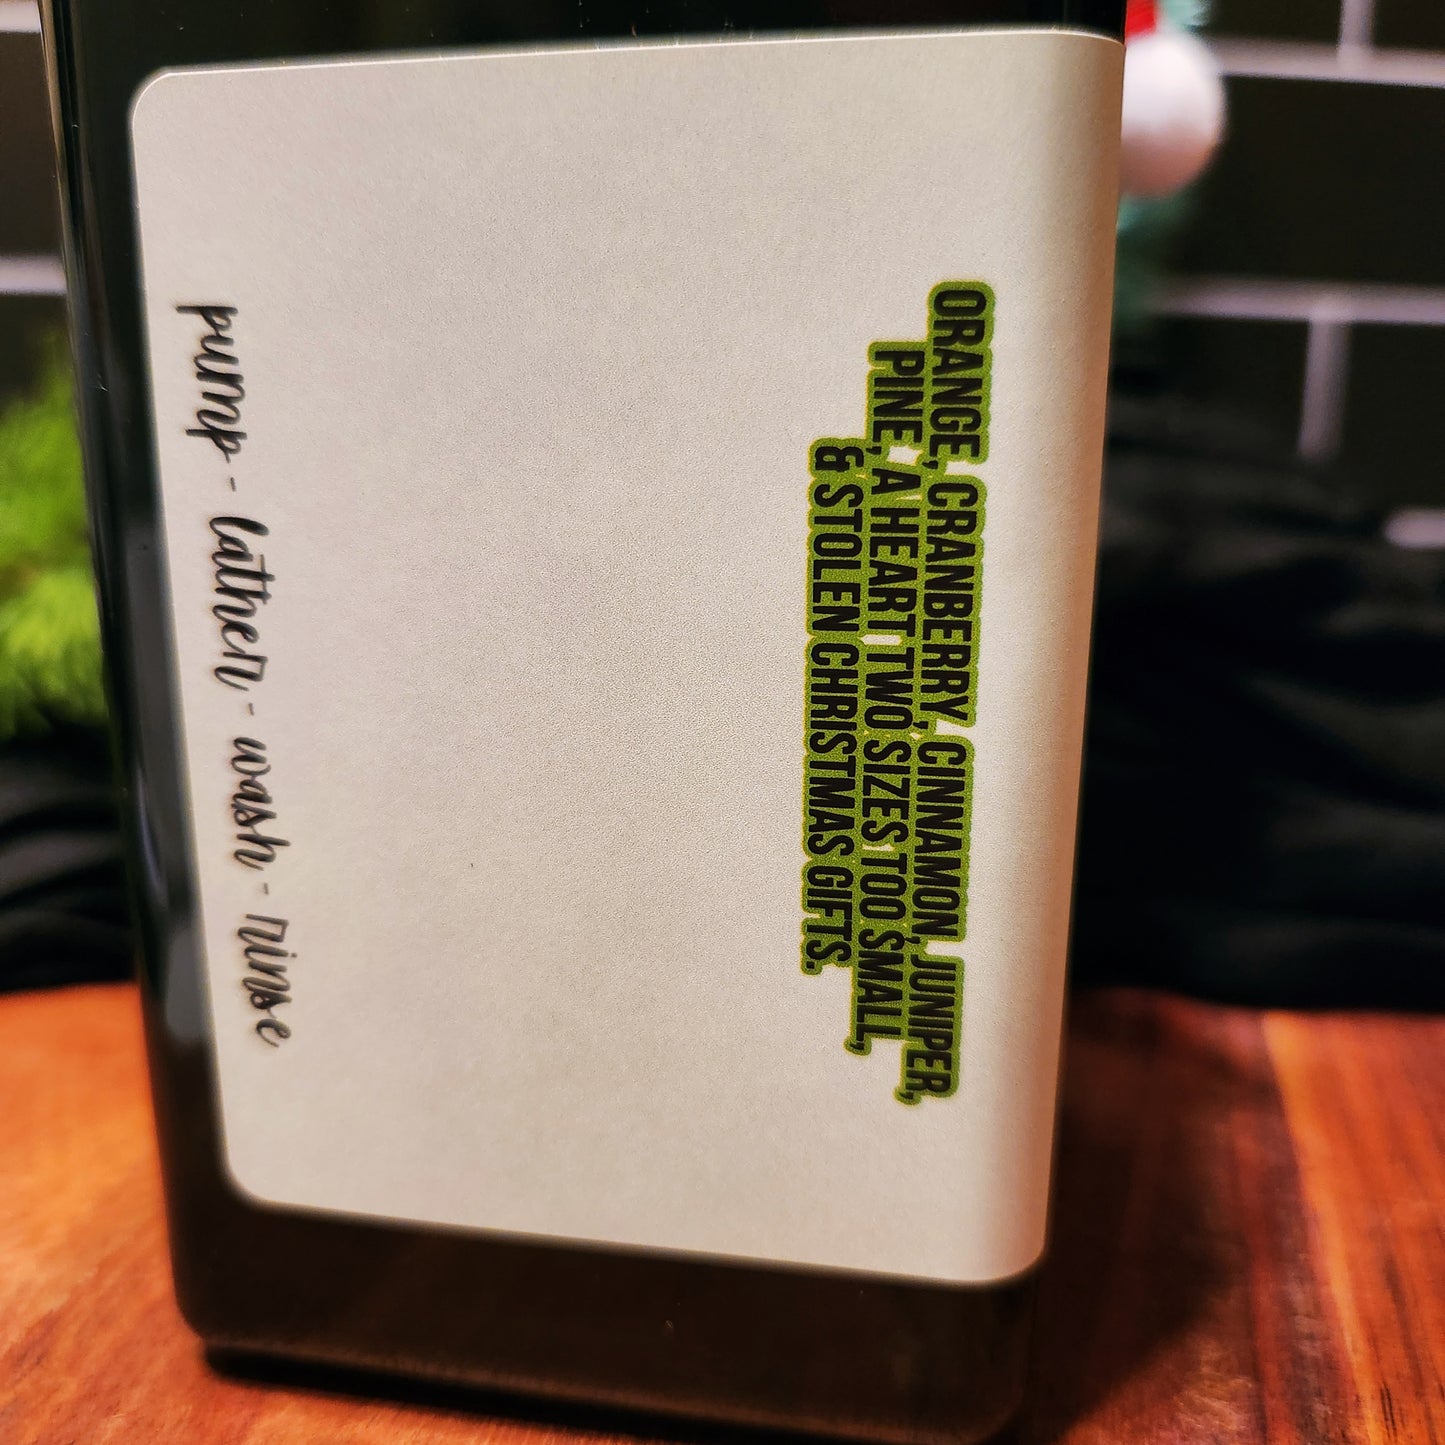 ORANGE, CRANBERRY, CINNAMON, JUNIPER,
PINE, A HEART TWO SIZES TOO SMALL,
& STOLEN CHRISTMAS GIFTS.
pump - lather - wash - rinse